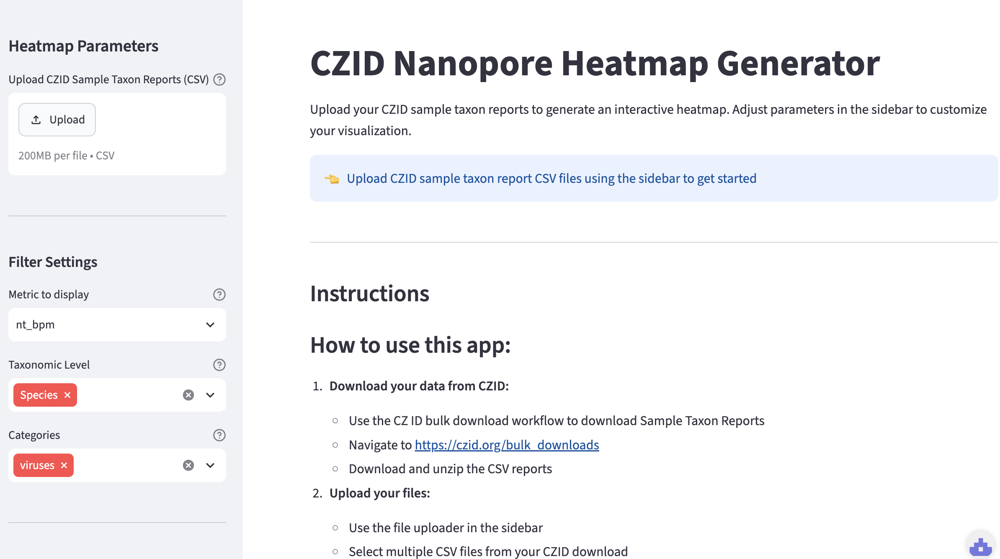 Heatmap Parameters
Upload CZID Sample Taxon Reports (CSV)
Upload
200MB per file • CSV
Filter Settings
Metric to display
nt_bpm
Taxonomic Level
Species
Categories
viruses
CZID Nanopore Heatmap Generator
Upload your CZID sample taxon reports to generate an interactive heatmap. Adjust parameters in the sidebar to customize
your visualization.
👈 Upload CZID sample taxon report CSV files using the sidebar to get started
Instructions
How to use this app:
1. Download your data from CZID:
○ Use the CZ ID bulk download workflow to download Sample Taxon Reports
○ Navigate to https://czid.org/bulk_downloads
○ Download and unzip the CSV reports
2. Upload your files:
○ Use the file uploader in the sidebar
○ Select multiple CSV files from your CZID download